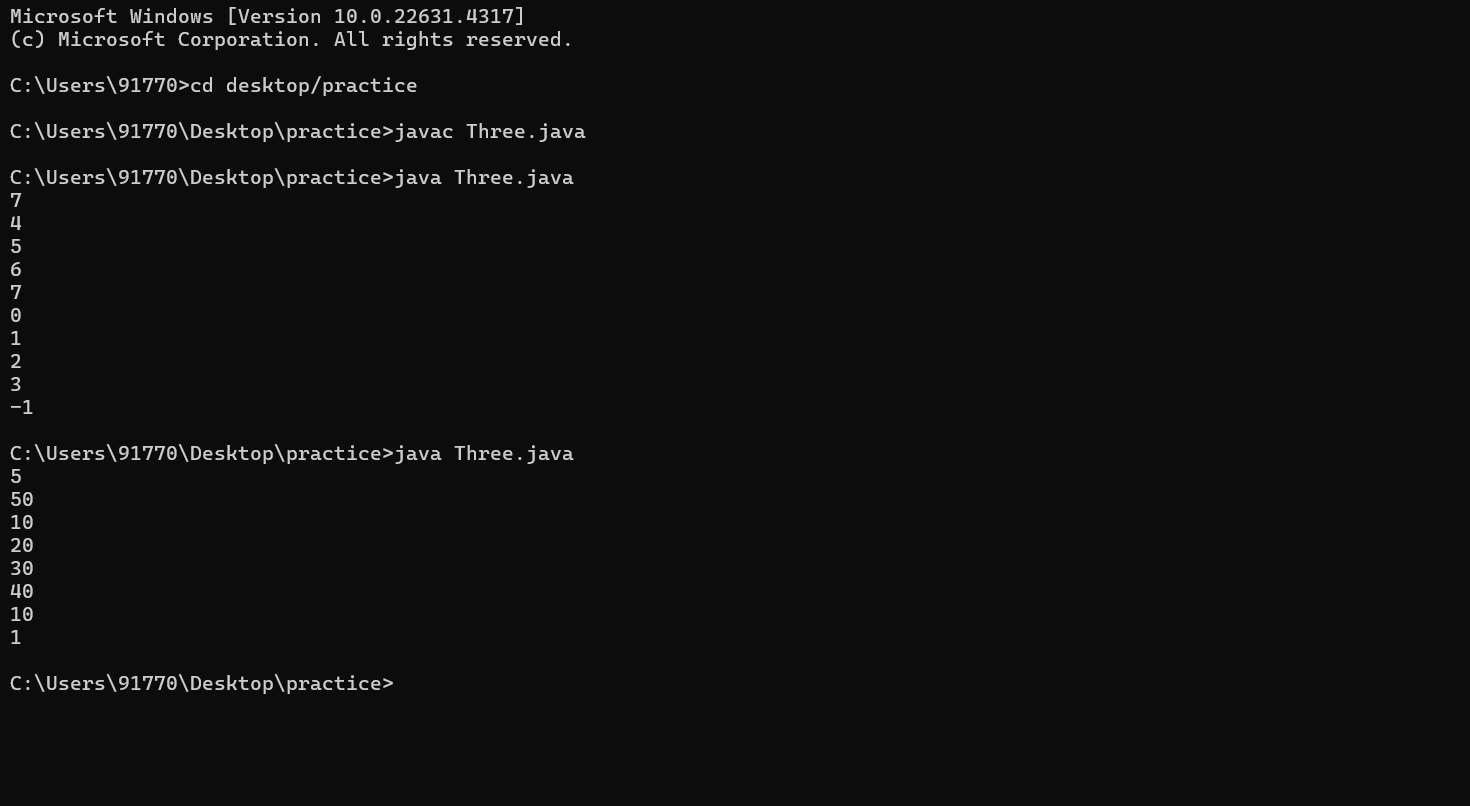 Microsoft Windows [Version 10.0.22631.4317]
(c) Microsoft Corporation. All rights reserved.
C:\Users\91770>cd desktop/practice
C:\Users\91770\Desktop\practice>javac Three.java
C:\Users\91770\Desktop\practice>java Three.java
7
4
5
6
7
0
1
2
3
-1
C:\Users\91770\Desktop\practice>java Three.java
5
50
10
20
30
40
10
1
C:\Users\91770\Desktop\practice>